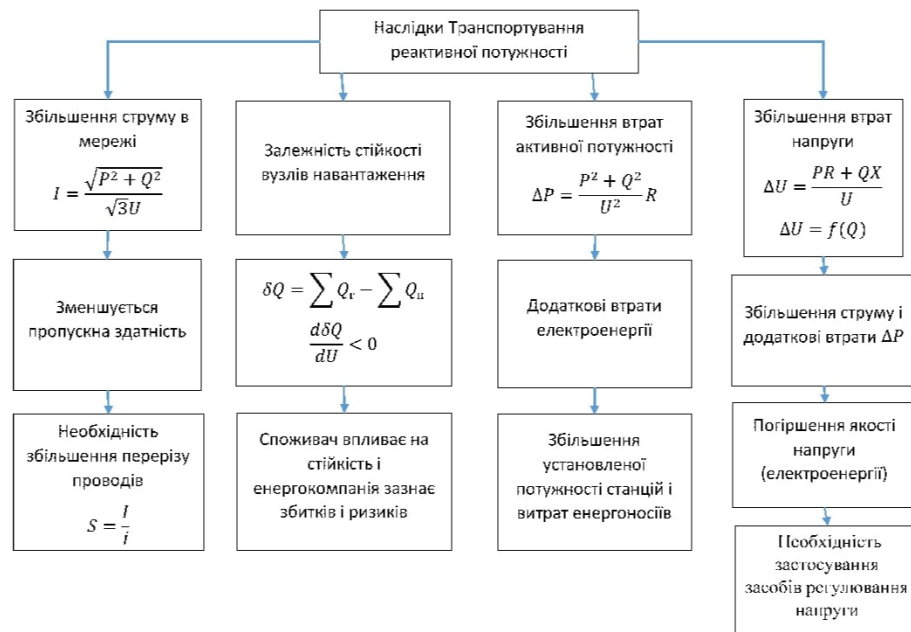 Наслідки Транспортування
реактивної потужності
Збільшення струму в
мережі
I = √(P² + Q²) / (√3U)
Зменшується
пропускна здатність
Необхідність
збільшення перерізу
проводів
S = I / j
Залежність стійкості
вузлів навантаження
δQ = ∑ Qг − ∑ Qн
dδQ / dU < 0
Споживач впливає на
стійкість і
енергокомпанія зазнає
збитків і ризиків
Збільшення втрат
активної потужності
ΔP = (P² + Q²) / U² R
Додаткові втрати
електроенергії
Збільшення
установленої
потужності станцій і
витрат енергоносіїв
Збільшення втрат
напруги
ΔU = (PR + QX) / U
ΔU = f(Q)
Збільшення струму і
додаткові втрати ΔP
Погіршення якості
напруги
(електроенергії)
Необхідність
застосування
засобів регулювання
напруги